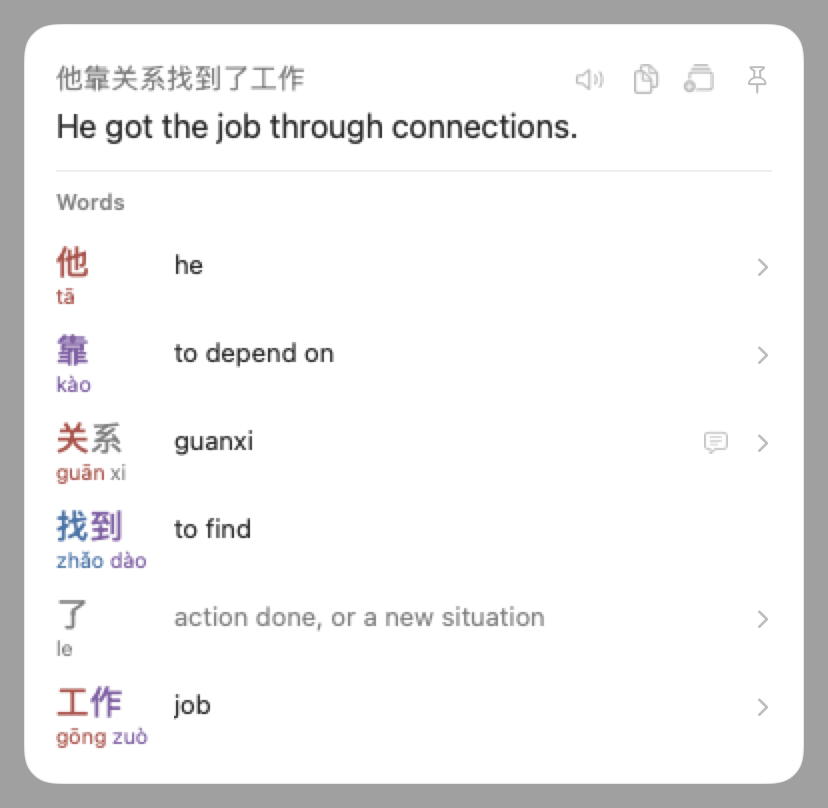 他靠关系找到了工作
He got the job through connections.
Words
他 he
tā
靠 to depend on
kào
关系 guanxi
guān xi
找到 to find
zhǎo dào
了 action done, or a new situation
le
工作 job
gōng zuò